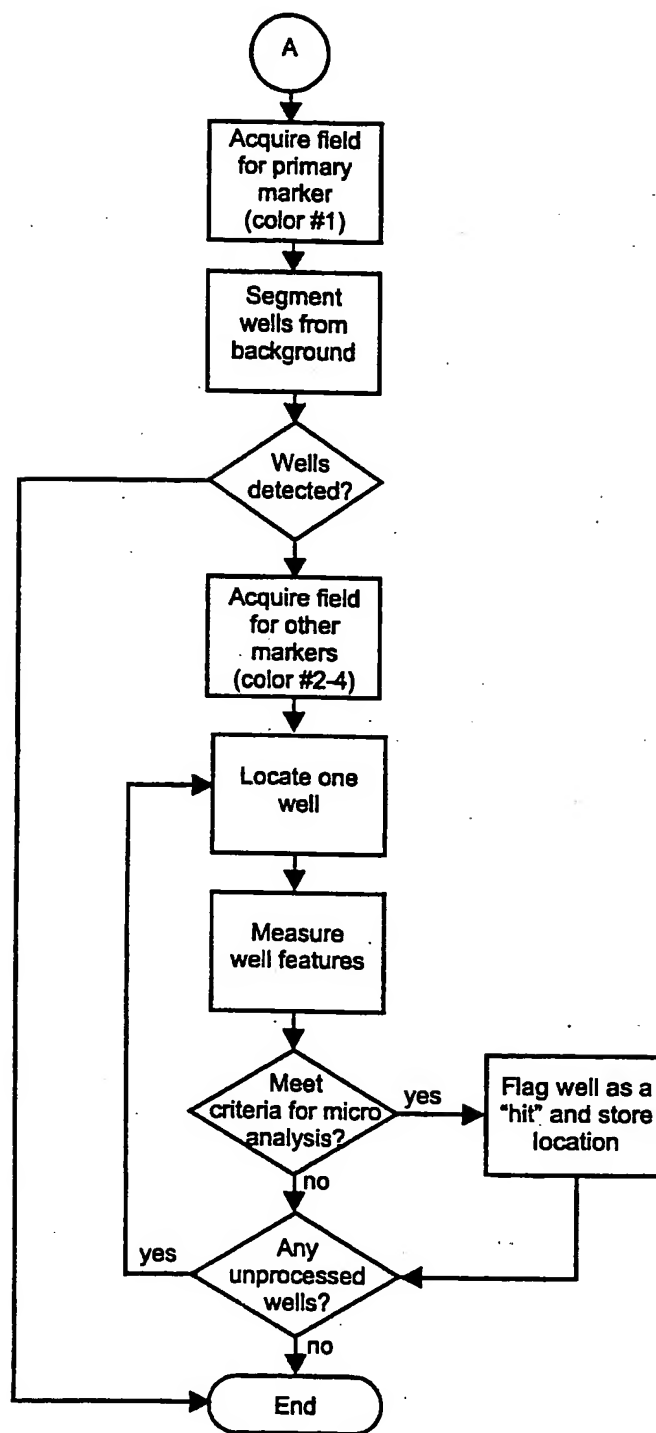 A
Acquire field
for primary
marker
(color #1)
Segment
wells from
background
Wells
detected?
Acquire field
for other
markers
(color #2-4)
Locate one
well
Measure
well features
Meet
criteria for micro
analysis?
yes
Flag well as a
"hit" and store
location
no
yes
Any
unprocessed
wells?
no
End